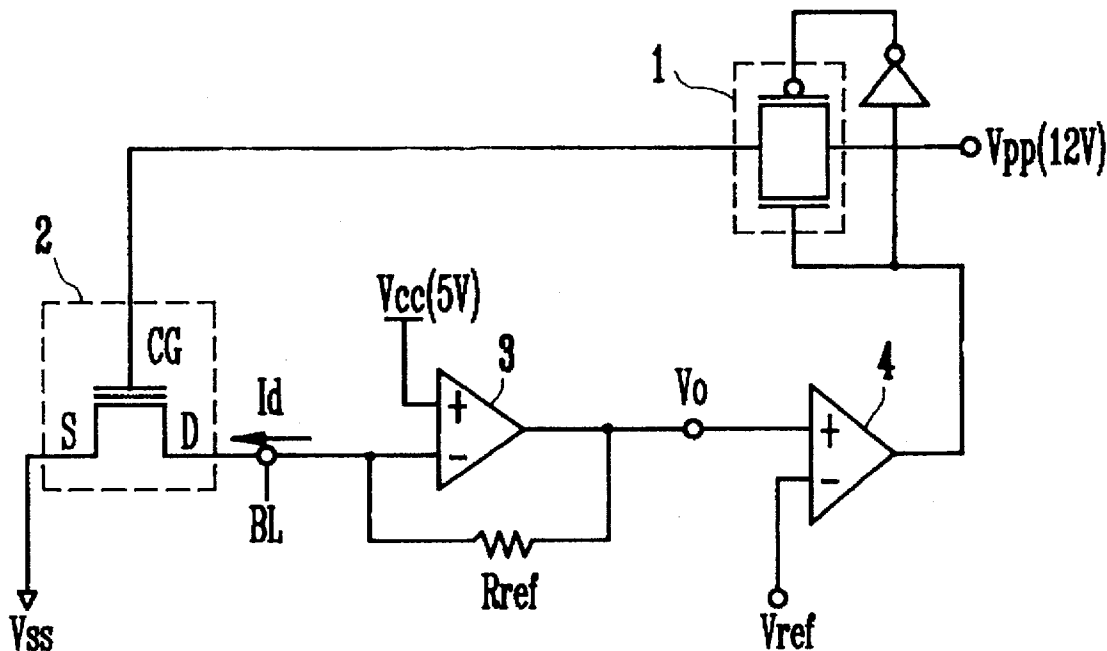 1
Vpp(12V)
2
Vcc(5V)
CG
3
4
Id
Vo
S
D
+
-
+
-
BL
Rref
Vss
Vref